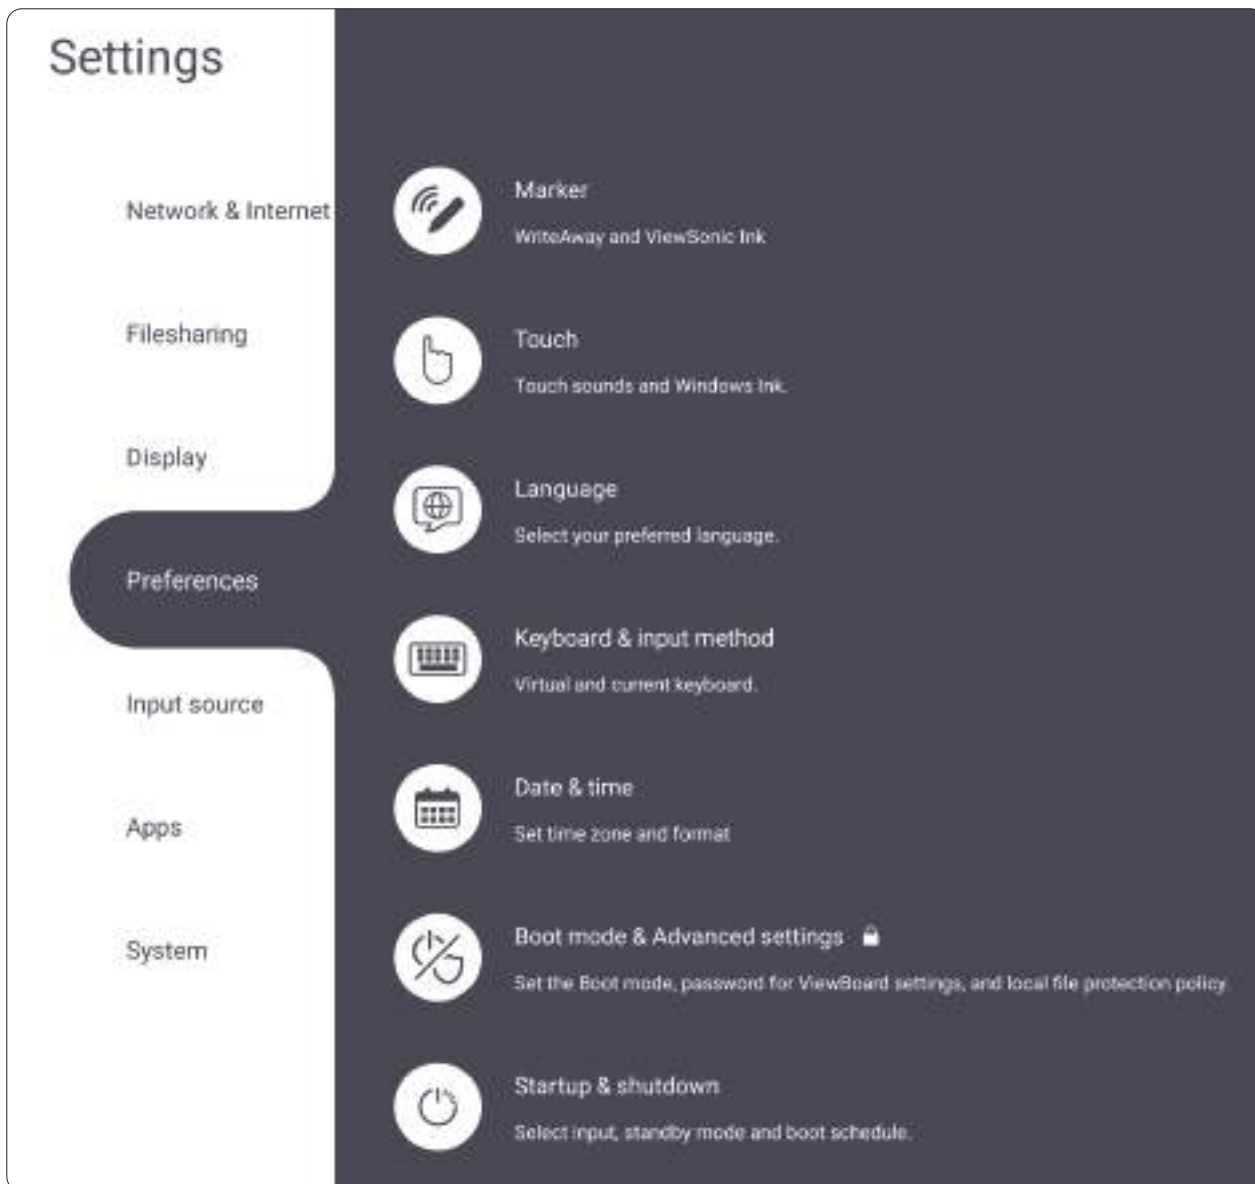 Settings
Network & Internet
Filesharing
Display
Preferences
Input source
Apps
System
Marker
WriteAway and ViewSonic Ink
Touch
Touch sounds and Windows Ink.
Language
Select your preferred language.
Keyboard & input method
Virtual and current keyboard.
Date & time
Set time zone and format
Boot mode & Advanced settings
Set the Boot mode, password for ViewBoard settings, and local file protection policy.
Startup & shutdown
Select input, standby mode and boot schedule.